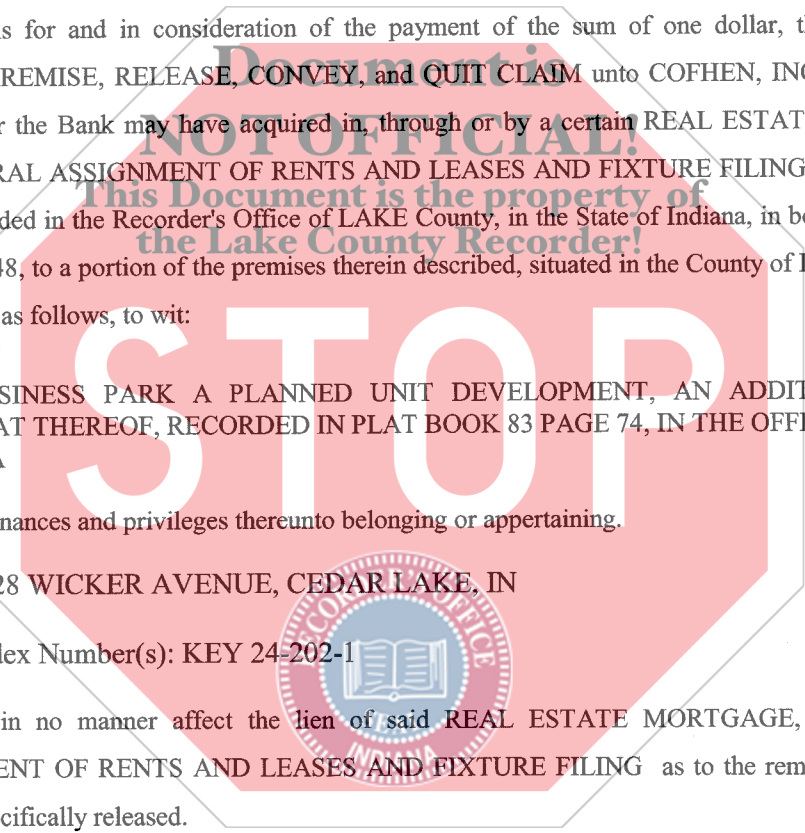 s for and in consideration of the payment of the sum of one dollar, t
Document is
REMISE, RELEASE, CONVEY, and QUIT CLAIM unto COFHEN, INC
r the Bank may have acquired in, through or by a certain REAL ESTAT
NOT OFFICIAL!
RAL ASSIGNMENT OF RENTS AND LEASES AND FIXTURE FILING
This Document is the property of
ded in the Recorder's Office of LAKE County, in the State of Indiana, in b
the Lake County Recorder!
48, to a portion of the premises therein described, situated in the County of
as follows, to wit:
STOP
SINESS PARK A PLANNED UNIT DEVELOPMENT, AN ADDIT
AT THEREOF, RECORDED IN PLAT BOOK 83 PAGE 74, IN THE OFFI
A
nances and privileges thereunto belonging or appertaining.
28 WICKER AVENUE, CEDAR LAKE, IN
RECORDER'S OFFICE
lex Number(s): KEY 24-202-1
in no manner affect the lien of said REAL ESTATE MORTGAGE,
INDIANA
ENT OF RENTS AND LEASES AND FIXTURE FILING as to the rem
cifically released.